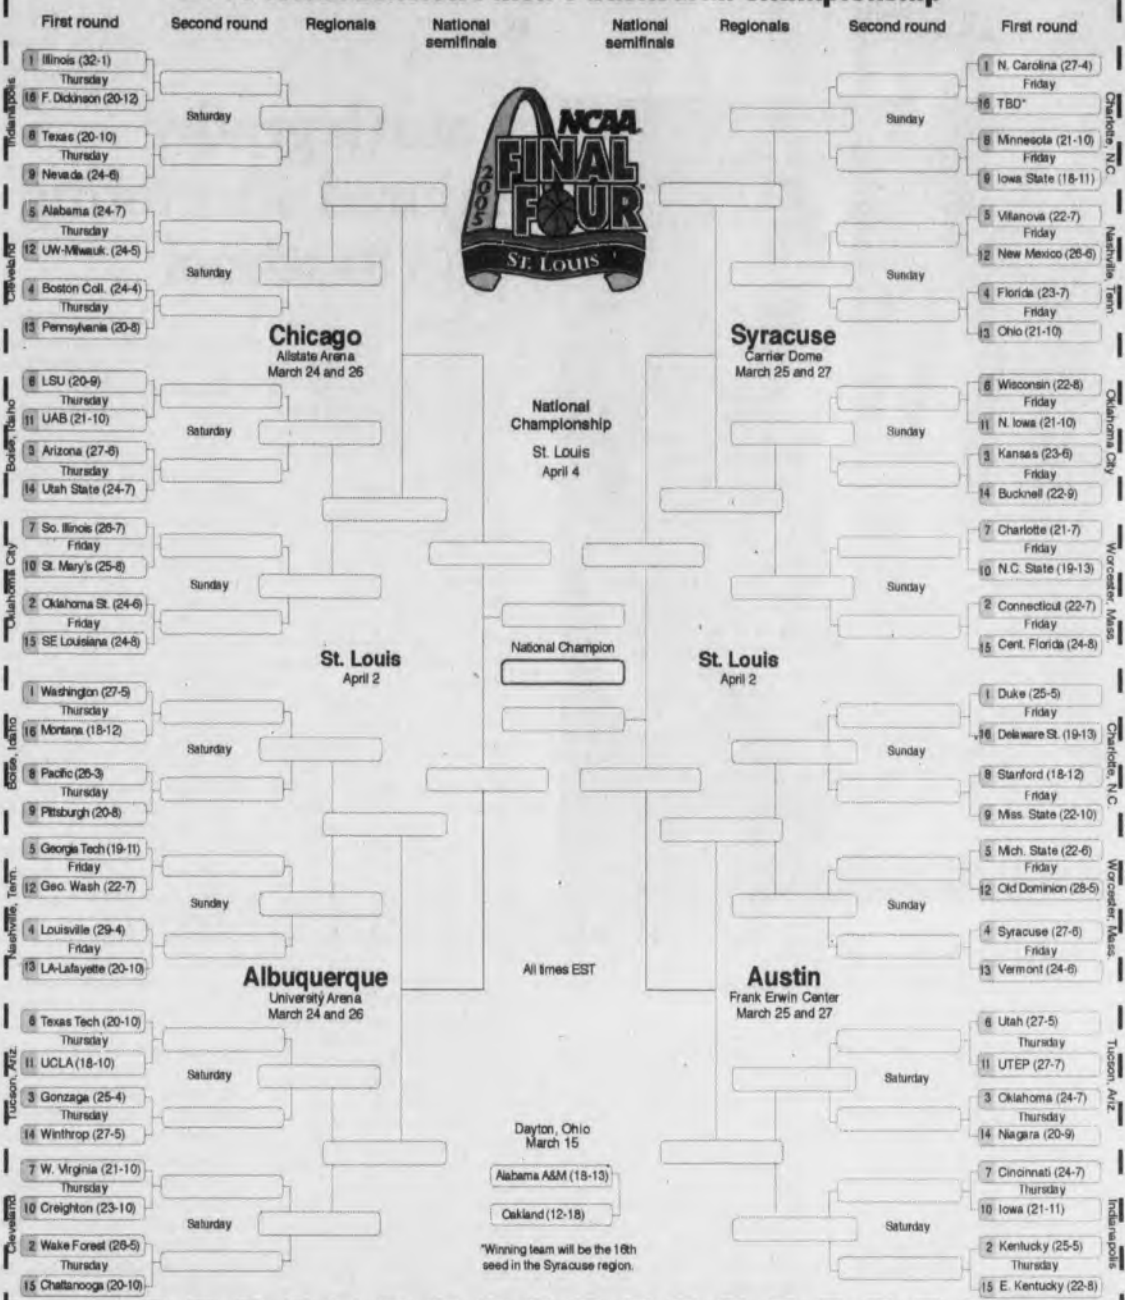 First round
Second round
Regionals
National
semifinals
National
semifinals
Regionals
Second round
First round
Indianapolis
1 Illinois (32-1)
Thursday
16 F. Dickinson (20-12)
Saturday
8 Texas (20-10)
Thursday
9 Nevada (24-6)
Cleveland
5 Alabama (24-7)
Thursday
12 UW-Milwauk. (24-5)
Saturday
4 Boston Coll. (24-4)
Thursday
13 Pennsylvania (20-8)
Chicago
Allstate Arena
March 24 and 26
Boise, Idaho
6 LSU (20-9)
Thursday
11 UAB (21-10)
Saturday
3 Arizona (27-6)
Thursday
14 Utah State (24-7)
Oklahoma City
7 So. Illinois (26-7)
Friday
10 St. Mary's (25-8)
Sunday
2 Oklahoma St. (24-6)
Friday
15 SE Louisiana (24-8)
St. Louis
April 2
Boise, Idaho
1 Washington (27-5)
Thursday
16 Montana (18-12)
Saturday
8 Pacific (26-3)
Thursday
9 Pittsburgh (20-8)
Nashville, Tenn.
5 Georgia Tech (19-11)
Friday
12 Geo. Wash (22-7)
Sunday
4 Louisville (29-4)
Friday
13 LA-Lafayette (20-10)
Albuquerque
University Arena
March 24 and 26
Tucson, Ariz.
6 Texas Tech (20-10)
Thursday
11 UCLA (18-10)
Saturday
3 Gonzaga (25-4)
Thursday
14 Winthrop (27-5)
Cleveland
7 W. Virginia (21-10)
Thursday
10 Creighton (23-10)
Saturday
2 Wake Forest (26-5)
Thursday
15 Chattanooga (20-10)
NCAA
FINAL
FOUR
2005
ST. LOUIS
National
Championship
St. Louis
April 4
National Champion
All times EST
Dayton, Ohio
March 15
Alabama A&M (18-13)
Oakland (12-18)
*Winning team will be the 16th
seed in the Syracuse region.
Charlotte, N.C.
1 N. Carolina (27-4)
Friday
16 TBD*
Sunday
8 Minnesota (21-10)
Friday
9 Iowa State (18-11)
Nashville, Tenn
5 Villanova (22-7)
Friday
12 New Mexico (26-6)
Sunday
4 Florida (23-7)
Friday
13 Ohio (21-10)
Syracuse
Carrier Dome
March 25 and 27
Oklahoma City
6 Wisconsin (22-8)
Friday
11 N. Iowa (21-10)
Sunday
3 Kansas (23-6)
Friday
14 Bucknell (22-9)
Worcester, Mass.
7 Charlotte (21-7)
Friday
10 N.C. State (19-13)
Sunday
2 Connecticut (22-7)
Friday
15 Cent. Florida (24-8)
St. Louis
April 2
Charlotte, N.C.
1 Duke (25-5)
Friday
16 Delaware St. (19-13)
Sunday
8 Stanford (18-12)
Friday
9 Miss. State (22-10)
Worcester, Mass.
5 Mich. State (22-6)
Friday
12 Old Dominion (28-5)
Sunday
4 Syracuse (27-6)
Friday
13 Vermont (24-6)
Austin
Frank Erwin Center
March 25 and 27
Tucson, Ariz.
6 Utah (27-5)
Thursday
11 UTEP (27-7)
Saturday
3 Oklahoma (24-7)
Thursday
14 Niagara (20-9)
Indianapolis
7 Cincinnati (24-7)
Thursday
10 Iowa (21-11)
Saturday
2 Kentucky (25-5)
Thursday
15 E. Kentucky (22-8)